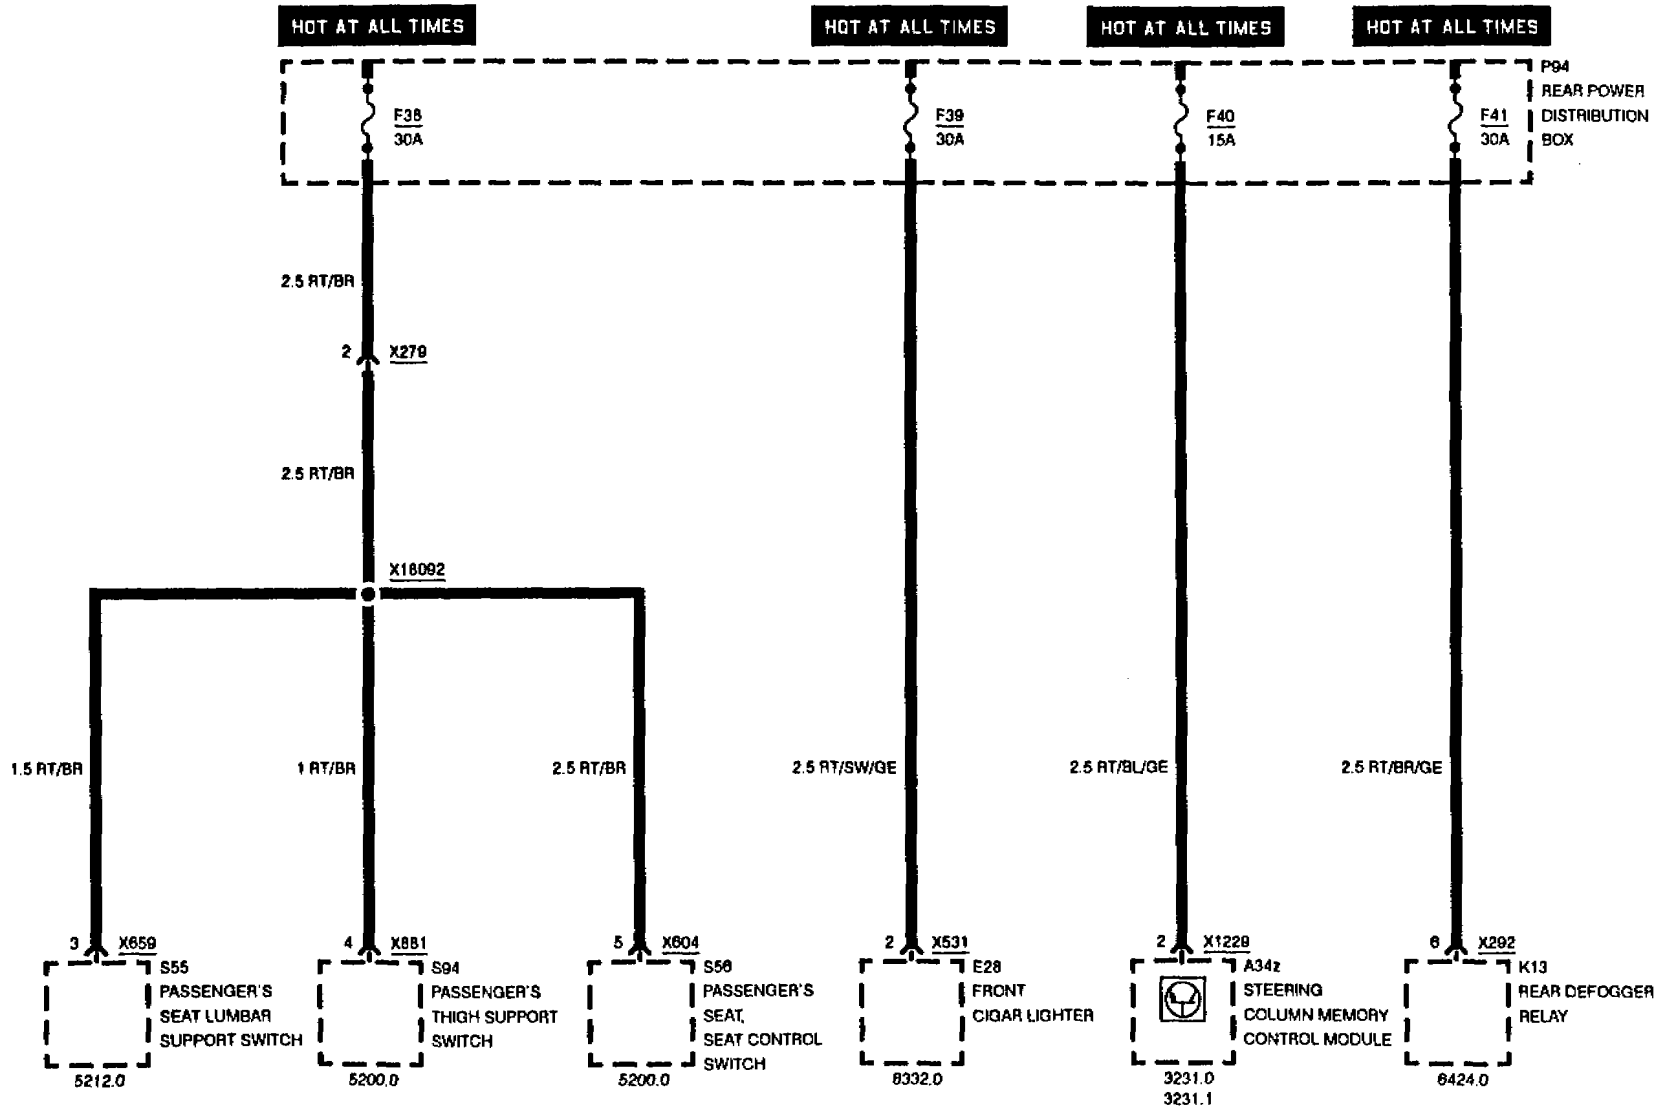 HOT AT ALL TIMES
HOT AT ALL TIMES
HOT AT ALL TIMES
HOT AT ALL TIMES
P94
REAR POWER
DISTRIBUTION
BOX
F38
30A
F39
30A
F40
15A
F41
30A
2.5 RT/BR
2
X279
2.5 RT/BR
X18092
1.5 RT/BR
1 RT/BR
2.5 RT/BR
2.5 RT/SW/GE
2.5 RT/BL/GE
2.5 RT/BR/GE
3
X659
4
X881
5
X604
2
X531
2
X1229
6
X292
S55
PASSENGER'S
SEAT LUMBAR
SUPPORT SWITCH
S94
PASSENGER'S
THIGH SUPPORT
SWITCH
S56
PASSENGER'S
SEAT,
SEAT CONTROL
SWITCH
E28
FRONT
CIGAR LIGHTER
A34z
STEERING
COLUMN MEMORY
CONTROL MODULE
K13
REAR DEFOGGER
RELAY
5212.0
5200.0
5200.0
8332.0
3231.0
3231.1
6424.0